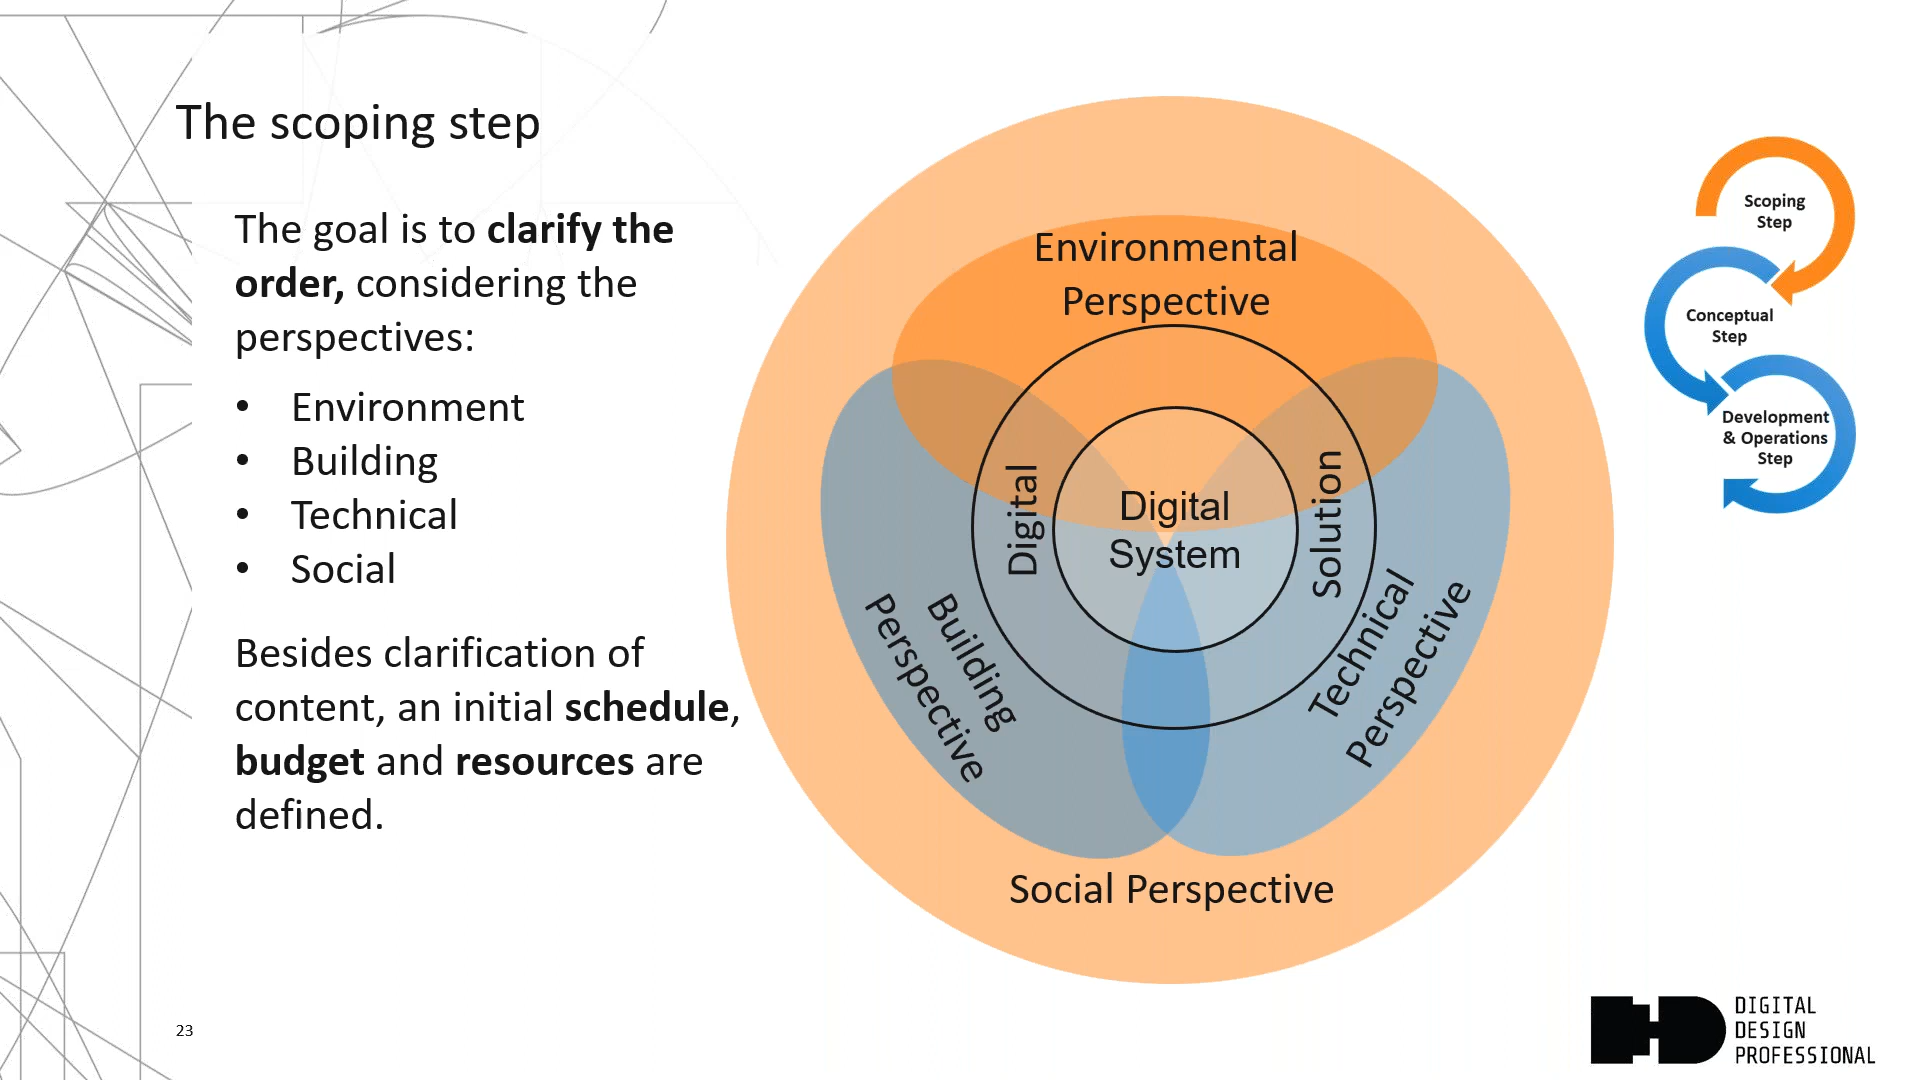 The scoping step
The goal is to clarify the
order, considering the
perspectives:
• Environment
• Building
• Technical
• Social
Besides clarification of
content, an initial schedule,
budget and resources are
defined.
Environmental
Perspective
Digital
System
Digital
Solution
Building
Perspective
Technical
Perspective
Social Perspective
Scoping
Step
Conceptual
Step
Development
& Operations
Step
23
DIGITAL
DESIGN
PROFESSIONAL